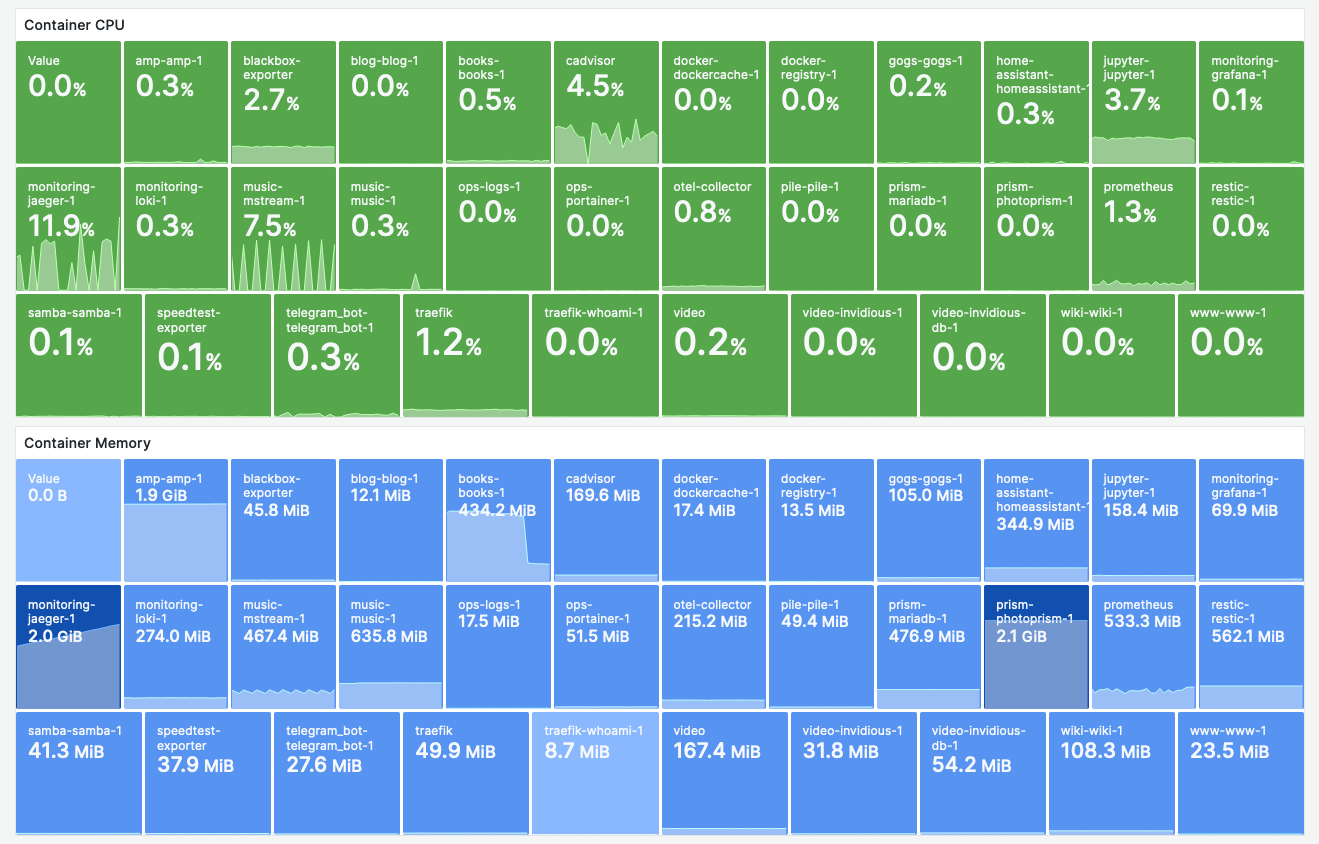 Container CPU
Value
0.0%
amp-amp-1
0.3%
blackbox-
exporter
2.7%
blog-blog-1
0.0%
books-
books-1
0.5%
cadvisor
4.5%
docker-
dockercache-1
0.0%
docker-
registry-1
0.0%
gogs-gogs-1
0.2%
home-
assistant-
homeassistant-1
0.3%
jupyter-
jupyter-1
3.7%
monitoring-
grafana-1
0.1%
monitoring-
jaeger-1
11.9%
monitoring-
loki-1
0.3%
music-
mstream-1
7.5%
music-
music-1
0.3%
ops-logs-1
0.0%
ops-
portainer-1
0.0%
otel-collector
0.8%
pile-pile-1
0.0%
prism-
mariadb-1
0.0%
prism-
photoprism-1
0.0%
prometheus
1.3%
restic-
restic-1
0.0%
samba-samba-1
0.1%
speedtest-
exporter
0.1%
telegram_bot-
telegram_bot-1
0.3%
traefik
1.2%
traefik-whoami-1
0.0%
video
0.2%
video-invidious-1
0.0%
video-invidious-
db-1
0.0%
wiki-wiki-1
0.0%
www-www-1
0.0%
Container Memory
Value
0.0 B
amp-amp-1
1.9 GiB
blackbox-
exporter
45.8 MiB
blog-blog-1
12.1 MiB
books-
books-1
434.2 MiB
cadvisor
169.6 MiB
docker-
dockercache-1
17.4 MiB
docker-
registry-1
13.5 MiB
gogs-gogs-1
105.0 MiB
home-
assistant-
homeassistant-1
344.9 MiB
jupyter-
jupyter-1
158.4 MiB
monitoring-
grafana-1
69.9 MiB
monitoring-
jaeger-1
2.0 GiB
monitoring-
loki-1
274.0 MiB
music-
mstream-1
467.4 MiB
music-
music-1
635.8 MiB
ops-logs-1
17.5 MiB
ops-
portainer-1
51.5 MiB
otel-collector
215.2 MiB
pile-pile-1
49.4 MiB
prism-
mariadb-1
476.9 MiB
prism-
photoprism-1
2.1 GiB
prometheus
533.3 MiB
restic-
restic-1
562.1 MiB
samba-samba-1
41.3 MiB
speedtest-
exporter
37.9 MiB
telegram_bot-
telegram_bot-1
27.6 MiB
traefik
49.9 MiB
traefik-whoami-1
8.7 MiB
video
167.4 MiB
video-invidious-1
31.8 MiB
video-invidious-
db-1
54.2 MiB
wiki-wiki-1
108.3 MiB
www-www-1
23.5 MiB